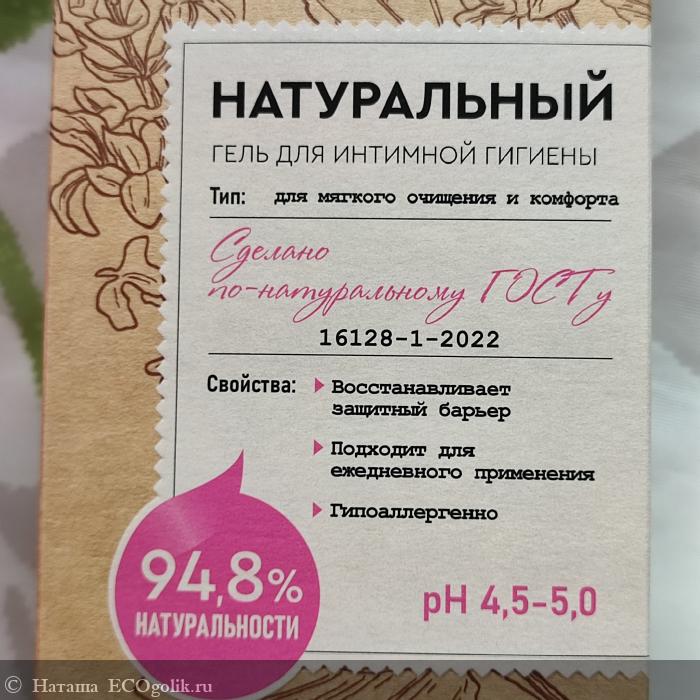 НАТУРАЛЬНЫЙ
ГЕЛЬ ДЛЯ ИНТИМНОЙ ГИГИЕНЫ
Тип: для мягкого очищения и комфорта
Сделано
по-натуральному ГОСТу
16128-1-2022
Свойства: Восстанавливает
защитный барьер
Подходит для
ежедневного применения
Гипоаллергенно
94,8%
НАТУРАЛЬНОСТИ
pH 4,5-5,0
© Наташа ECOgolik.ru